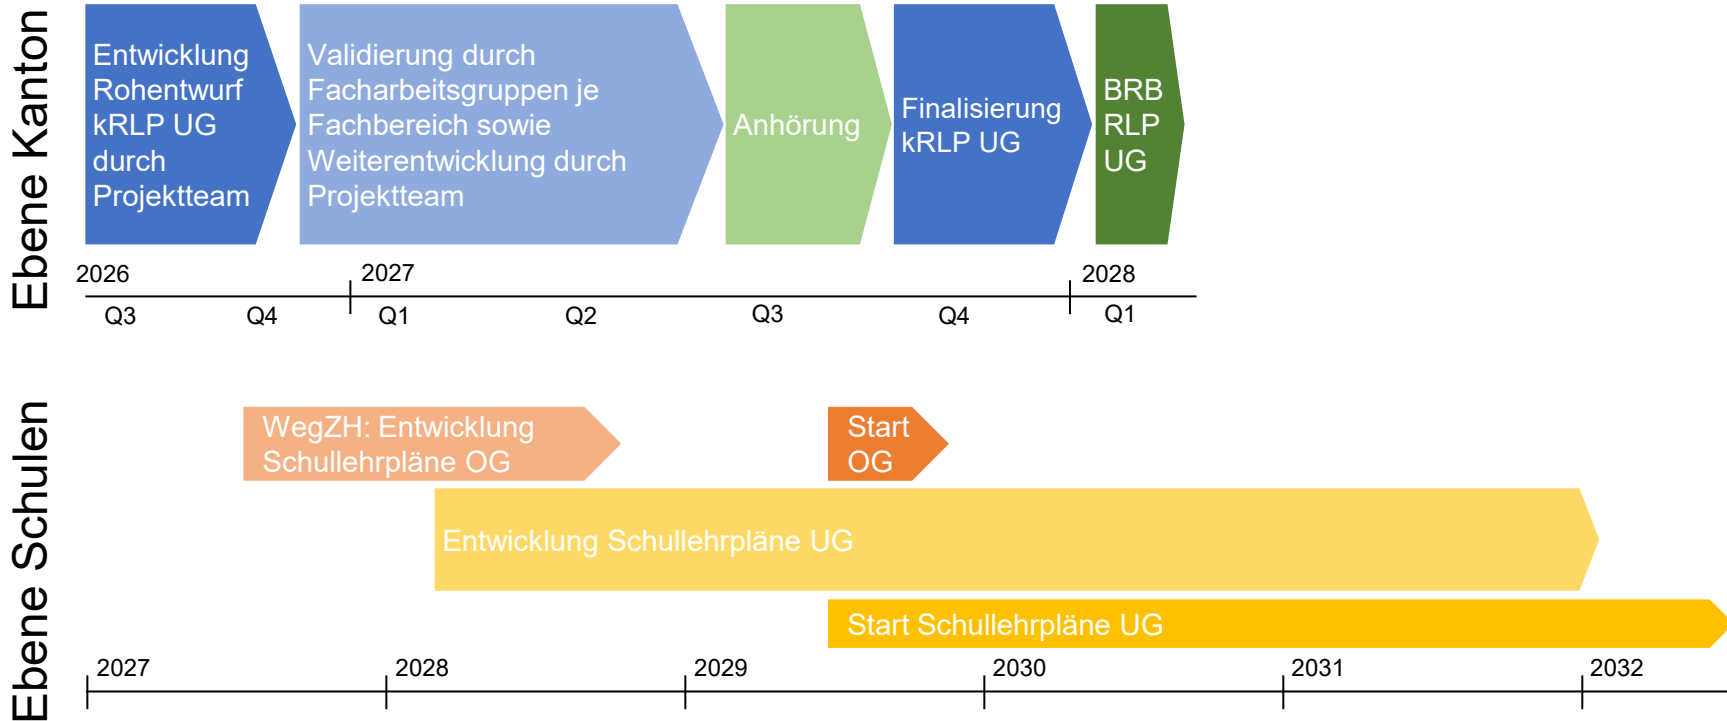 Ebene Kanton
Entwicklung
Rohentwurf
kRLP UG
durch
Projektteam
Validierung durch
Facharbeitsgruppen je
Fachbereich sowie
Weiterentwicklung durch
Projektteam
Anhörung
Finalisierung
kRLP UG
BRB
RLP
UG
2026
2027
2028
Q3
Q4
Q1
Q2
Q3
Q4
Q1
Ebene Schulen
WegZH: Entwicklung
Schullehrpläne OG
Start
OG
Entwicklung Schullehrpläne UG
Start Schullehrpläne UG
2027
2028
2029
2030
2031
2032